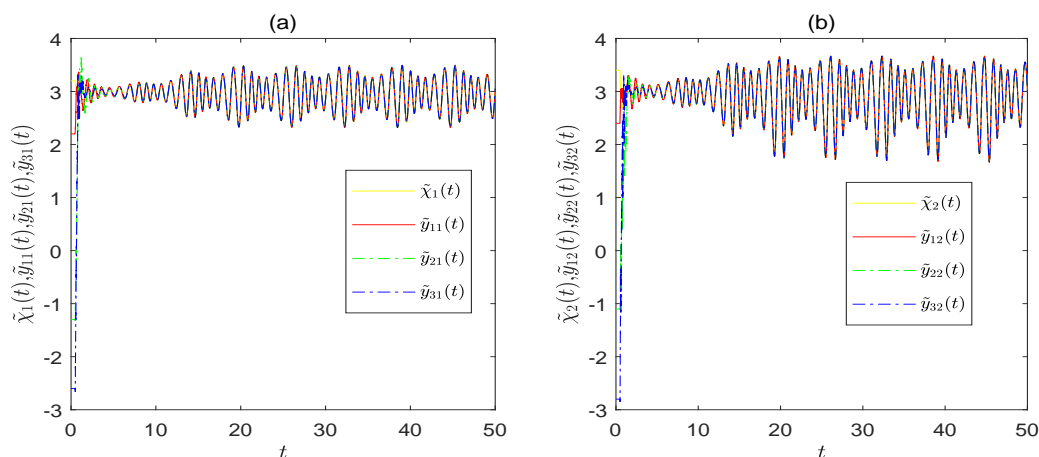 (a)
4
3
2
1
0
-1
-2
-3
0
10
20
30
40
50
t
χ̃₁(t),ỹ₁₁(t),ỹ₂₁(t),ỹ₃₁(t)
χ̃₁(t)
ỹ₁₁(t)
ỹ₂₁(t)
ỹ₃₁(t)
(b)
4
3
2
1
0
-1
-2
-3
0
10
20
30
40
50
t
χ̃₂(t),ỹ₁₂(t),ỹ₂₂(t),ỹ₃₂(t)
χ̃₂(t)
ỹ₁₂(t)
ỹ₂₂(t)
ỹ₃₂(t)